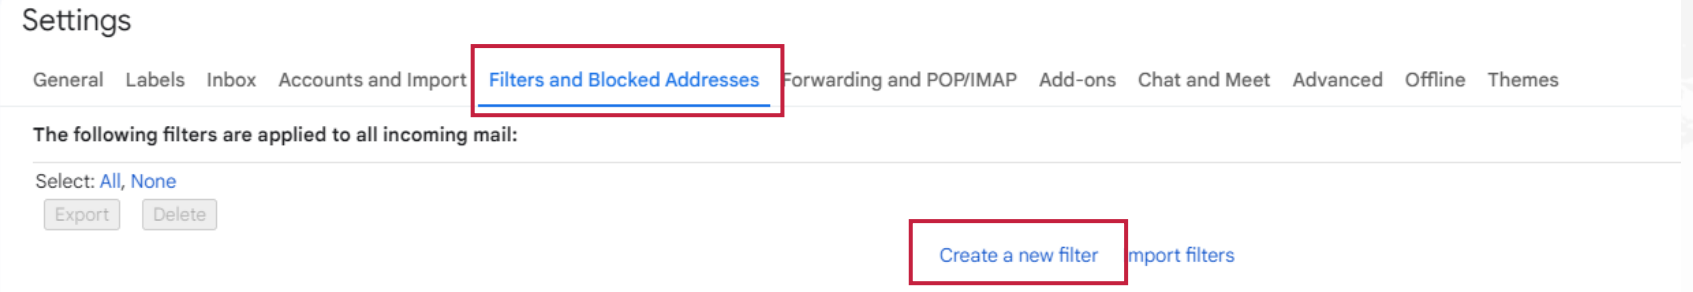 Settings
General Labels Inbox Accounts and Import Filters and Blocked Addresses Forwarding and POP/IMAP Add-ons Chat and Meet Advanced Offline Themes
The following filters are applied to all incoming mail:
Select: All, None
Export Delete
Create a new filter Import filters